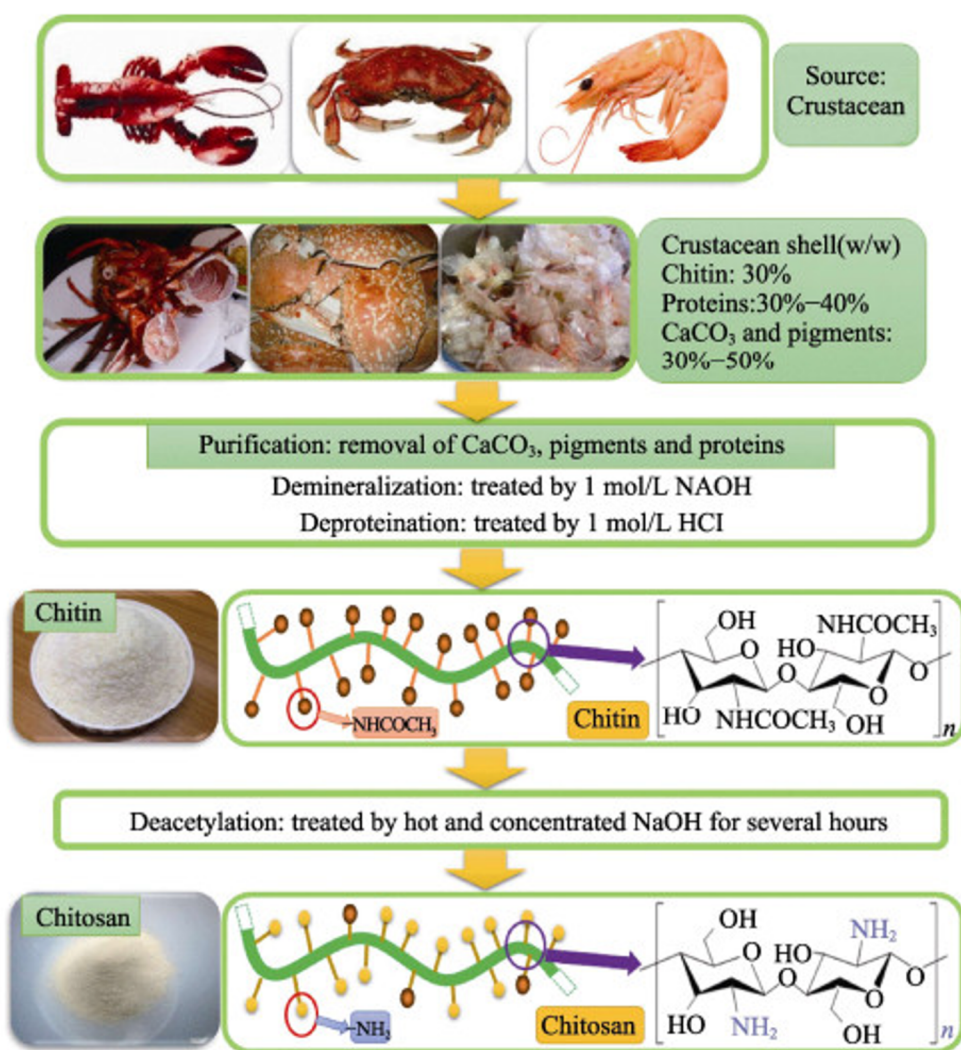 Source:
Crustacean
Crustacean shell(w/w)
Chitin: 30%
Proteins:30%−40%
CaCO₃ and pigments:
30%−50%
Purification: removal of CaCO₃, pigments and proteins
Demineralization: treated by 1 mol/L NAOH
Deproteination: treated by 1 mol/L HCI
Chitin
NHCOCH₃
Chitin
OH
O
HO
NHCOCH₃
O
HO
NHCOCH₃
O
OH
O
n
Deacetylation: treated by hot and concentrated NaOH for several hours
Chitosan
NH₂
Chitosan
OH
O
HO
NH₂
O
HO
NH₂
O
OH
O
n